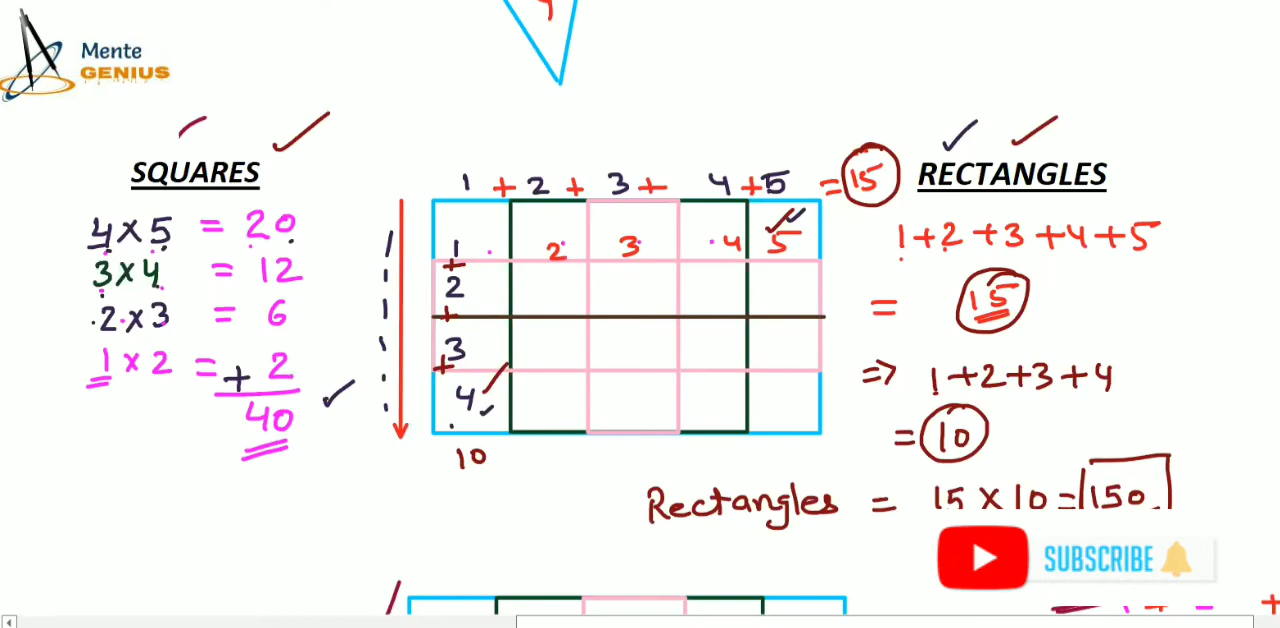 Mente
GENIUS
SQUARES
4 × 5 = 20
3 × 4 = 12
2 × 3 = 6
1 × 2 = + 2
40
1 + 2 + 3 + 4 + 5 = 15
1 2 3 4 5
+
2
+
3
+
4
10
RECTANGLES
1 + 2 + 3 + 4 + 5
= 15
=> 1 + 2 + 3 + 4
= 10
Rectangles = 15 × 10 = 150
SUBSCRIBE